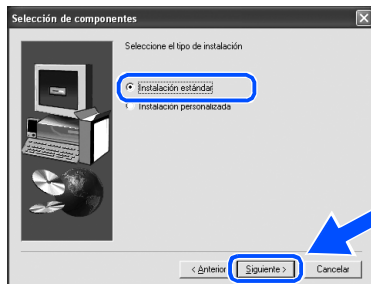 Selección de componentes
Seleccione el tipo de instalación
Instalación estándar
Instalación personalizada
< Anterior
Siguiente >
Cancelar